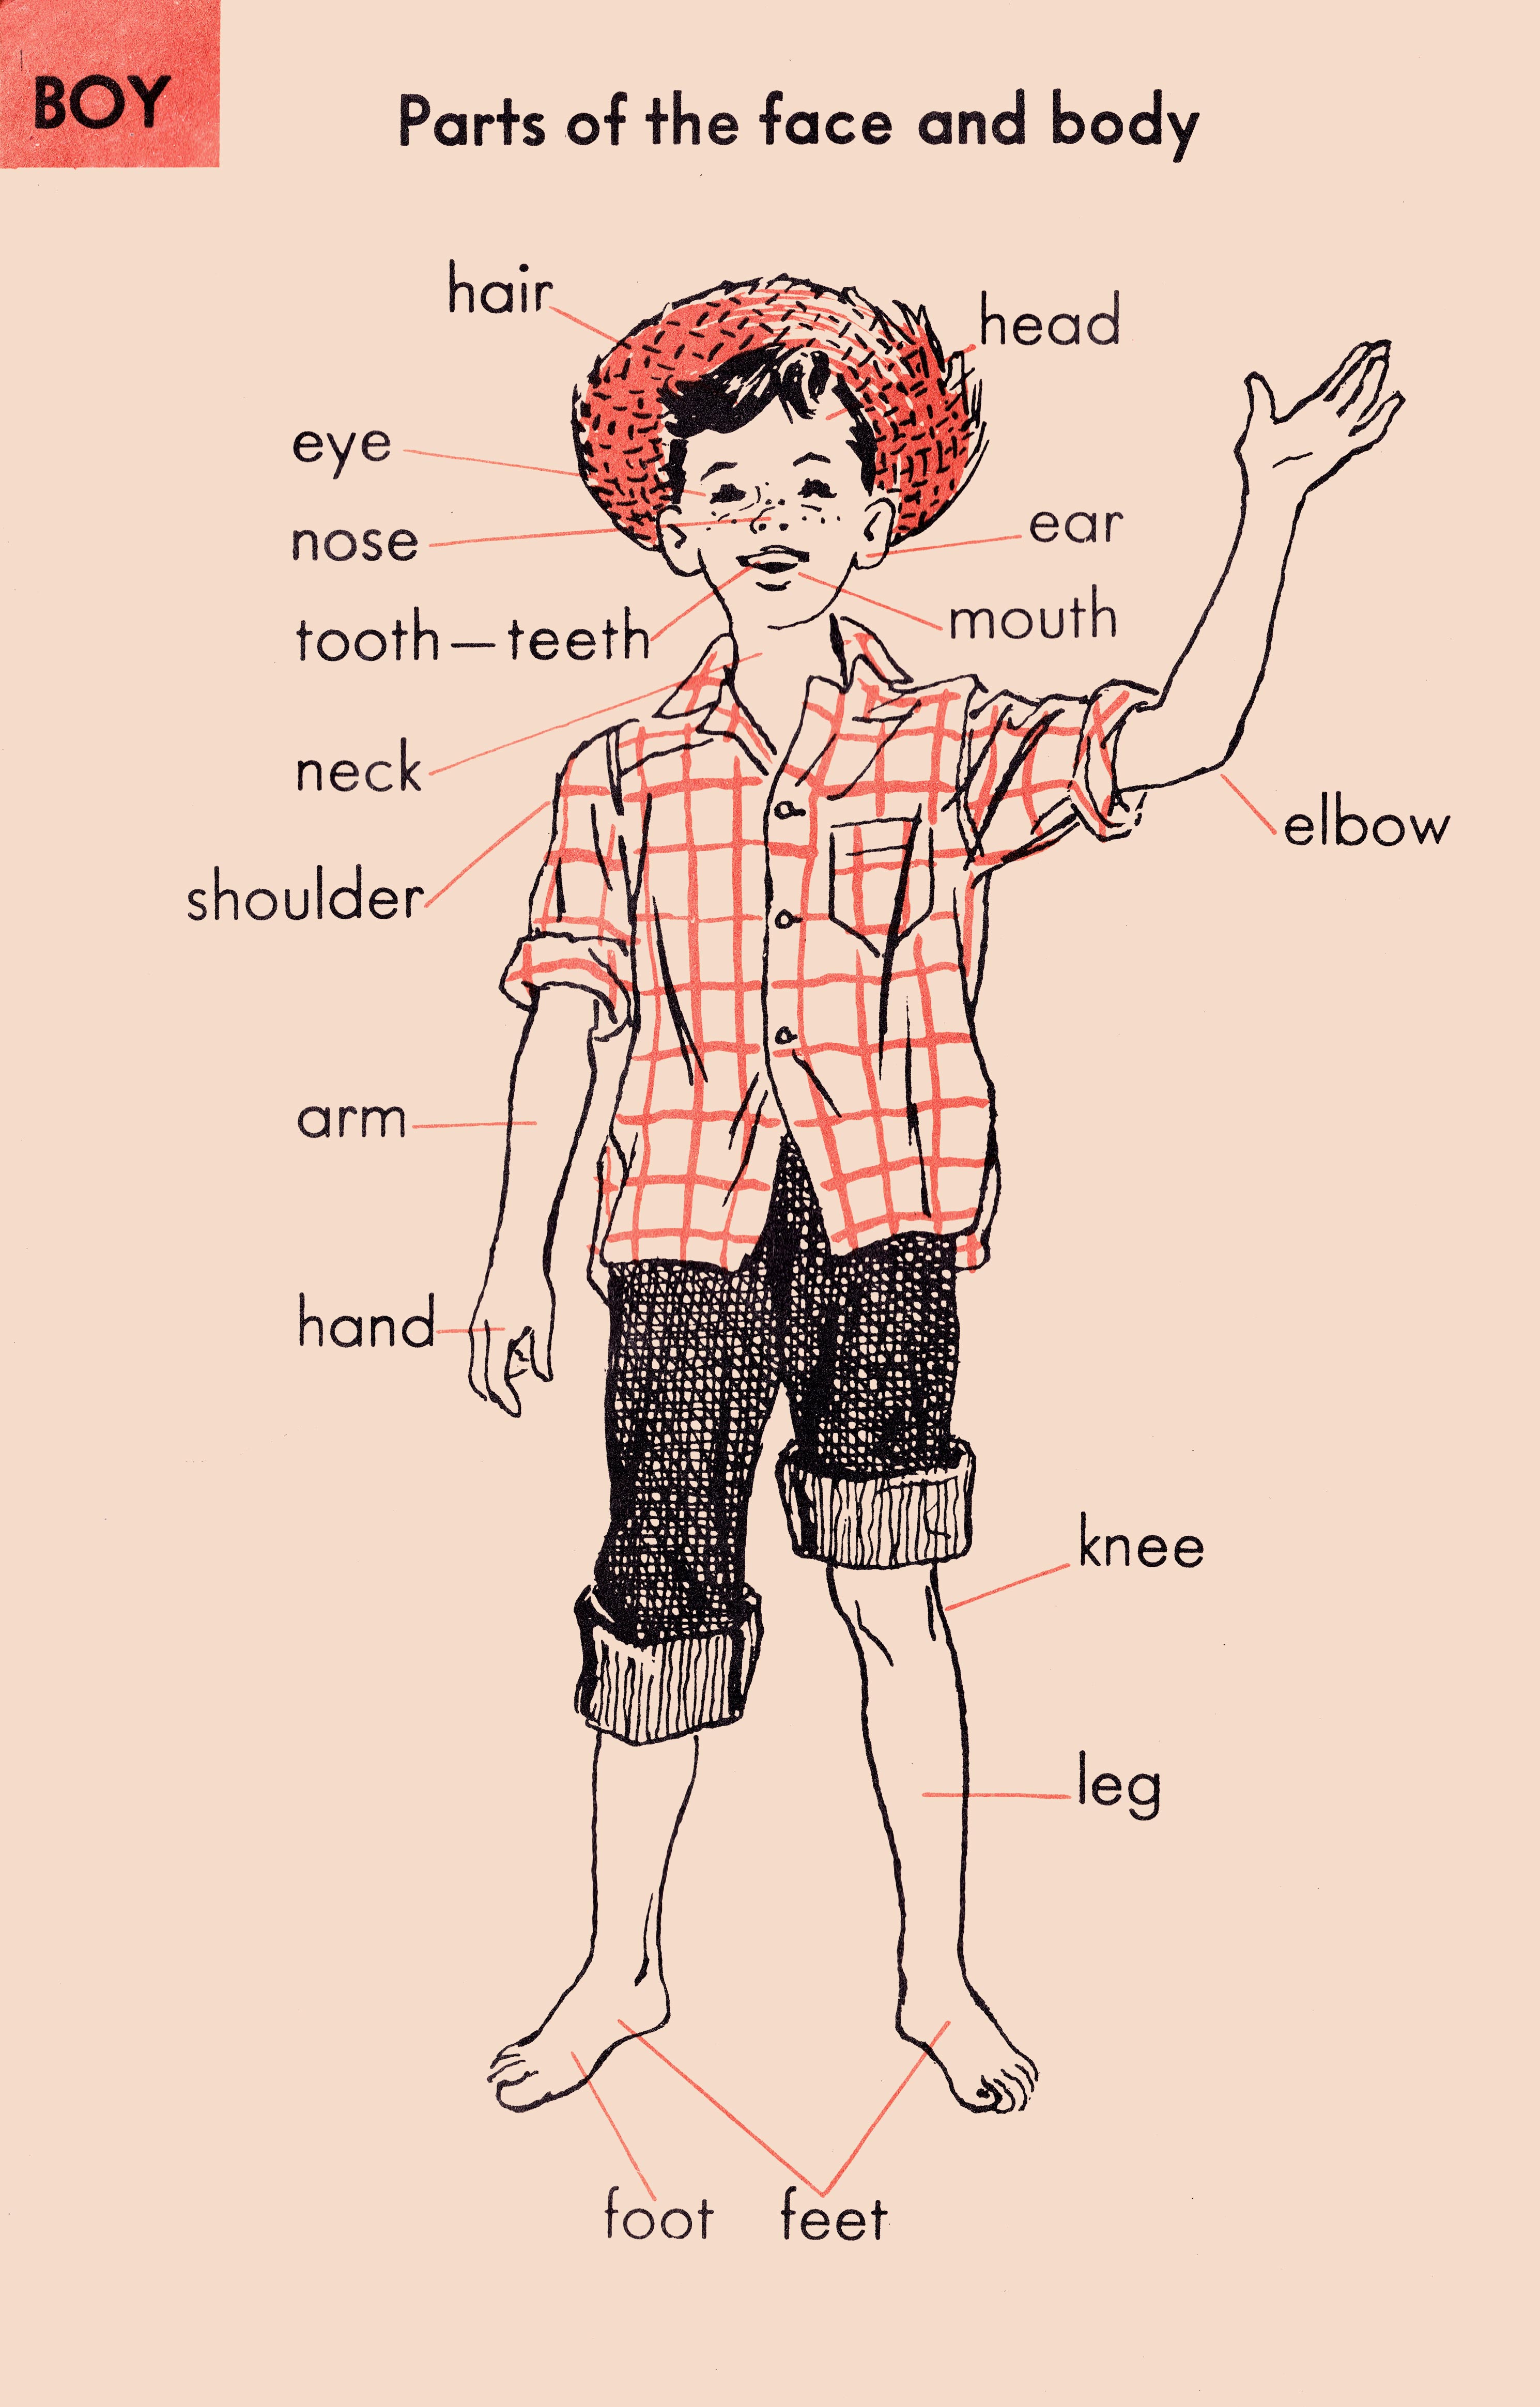 BOY
Parts of the face and body
hair
head
eye
nose
ear
tooth—teeth
mouth
neck
elbow
shoulder
arm
hand
knee
leg
foot feet